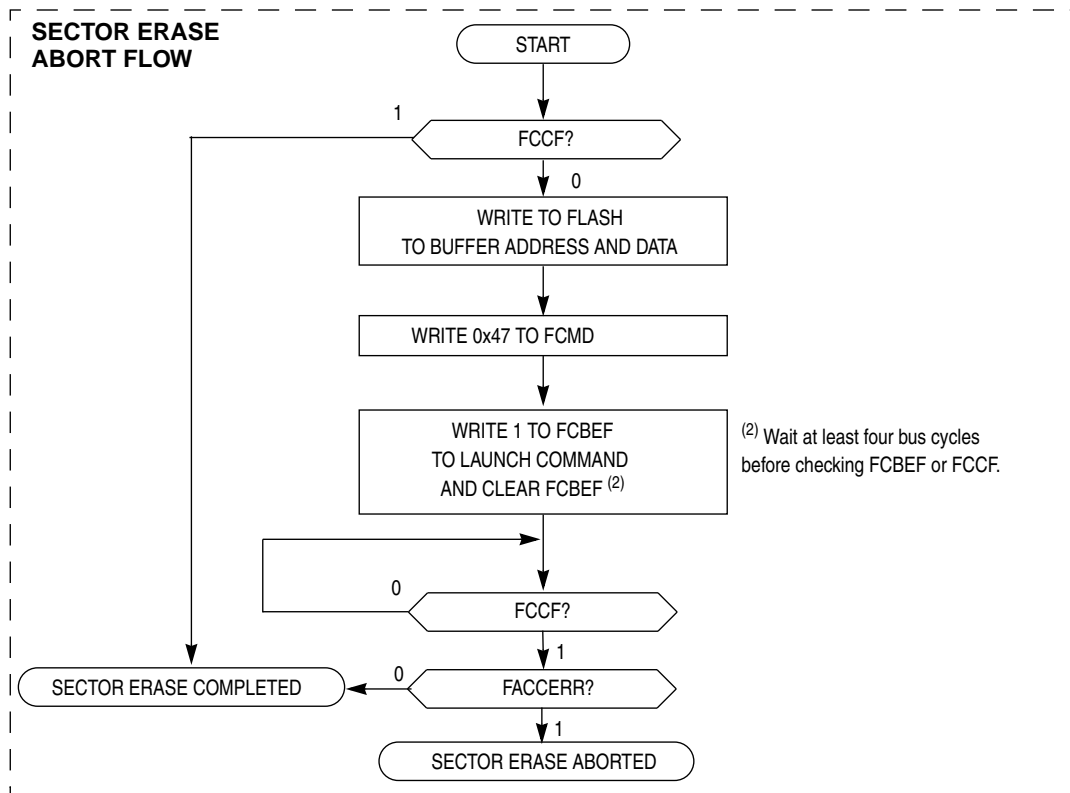 SECTOR ERASE
ABORT FLOW
START
1
FCCF?
0
WRITE TO FLASH
TO BUFFER ADDRESS AND DATA
WRITE 0x47 TO FCMD
WRITE 1 TO FCBEF
TO LAUNCH COMMAND
AND CLEAR FCBEF (2)
(2) Wait at least four bus cycles
before checking FCBEF or FCCF.
0
FCCF?
1
SECTOR ERASE COMPLETED
0
FACCERR?
1
SECTOR ERASE ABORTED